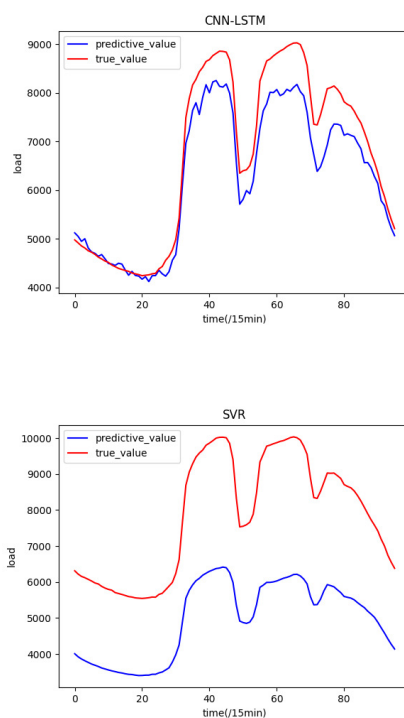 CNN-LSTM
predictive_value
true_value
9000
8000
7000
6000
5000
4000
load
0 20 40 60 80
time(/15min)
SVR
predictive_value
true_value
10000
9000
8000
7000
6000
5000
4000
load
0 20 40 60 80
time(/15min)